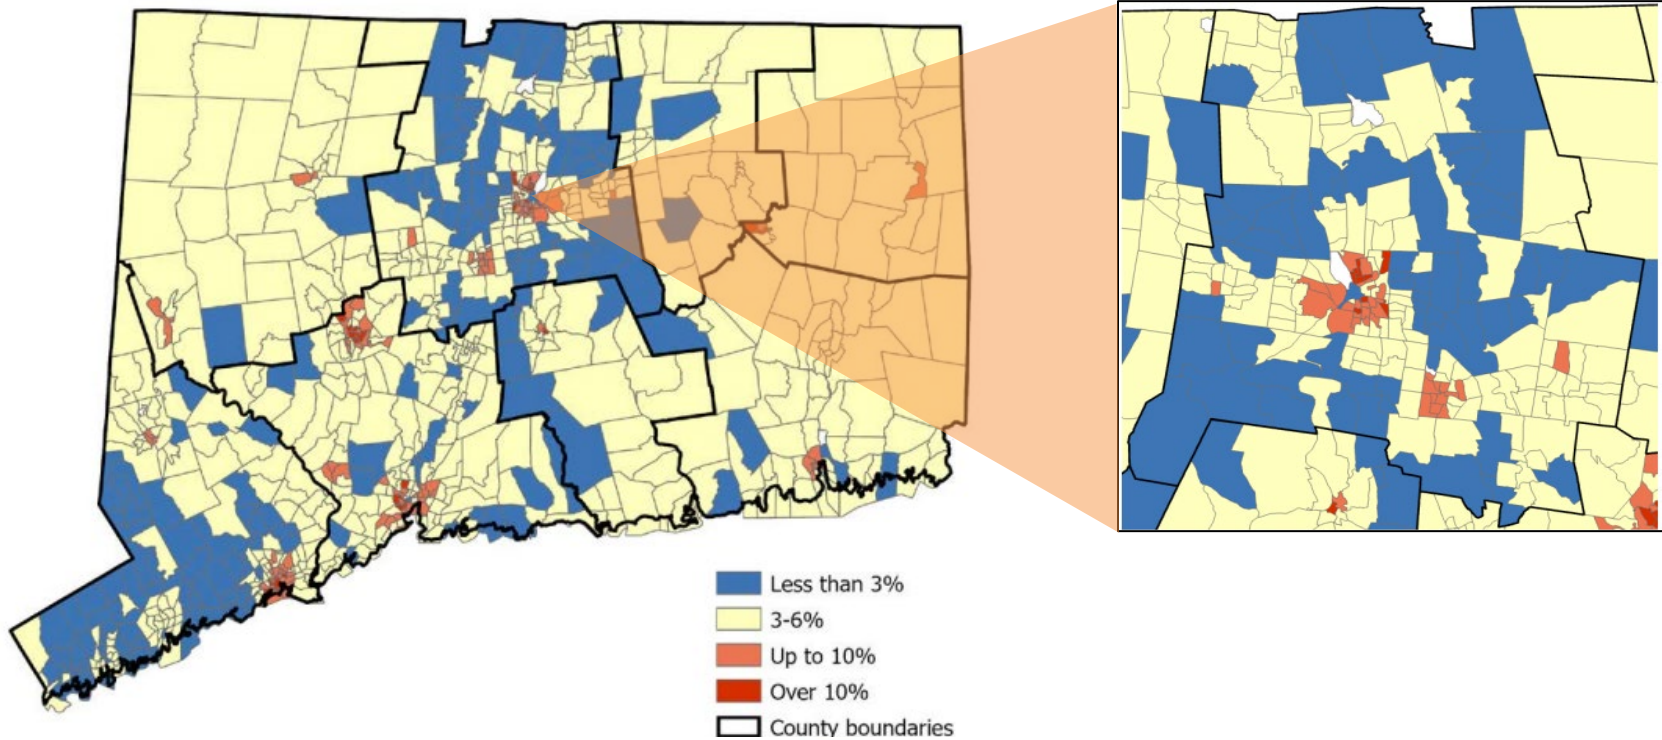 Less than 3%
3-6%
Up to 10%
Over 10%
County boundaries